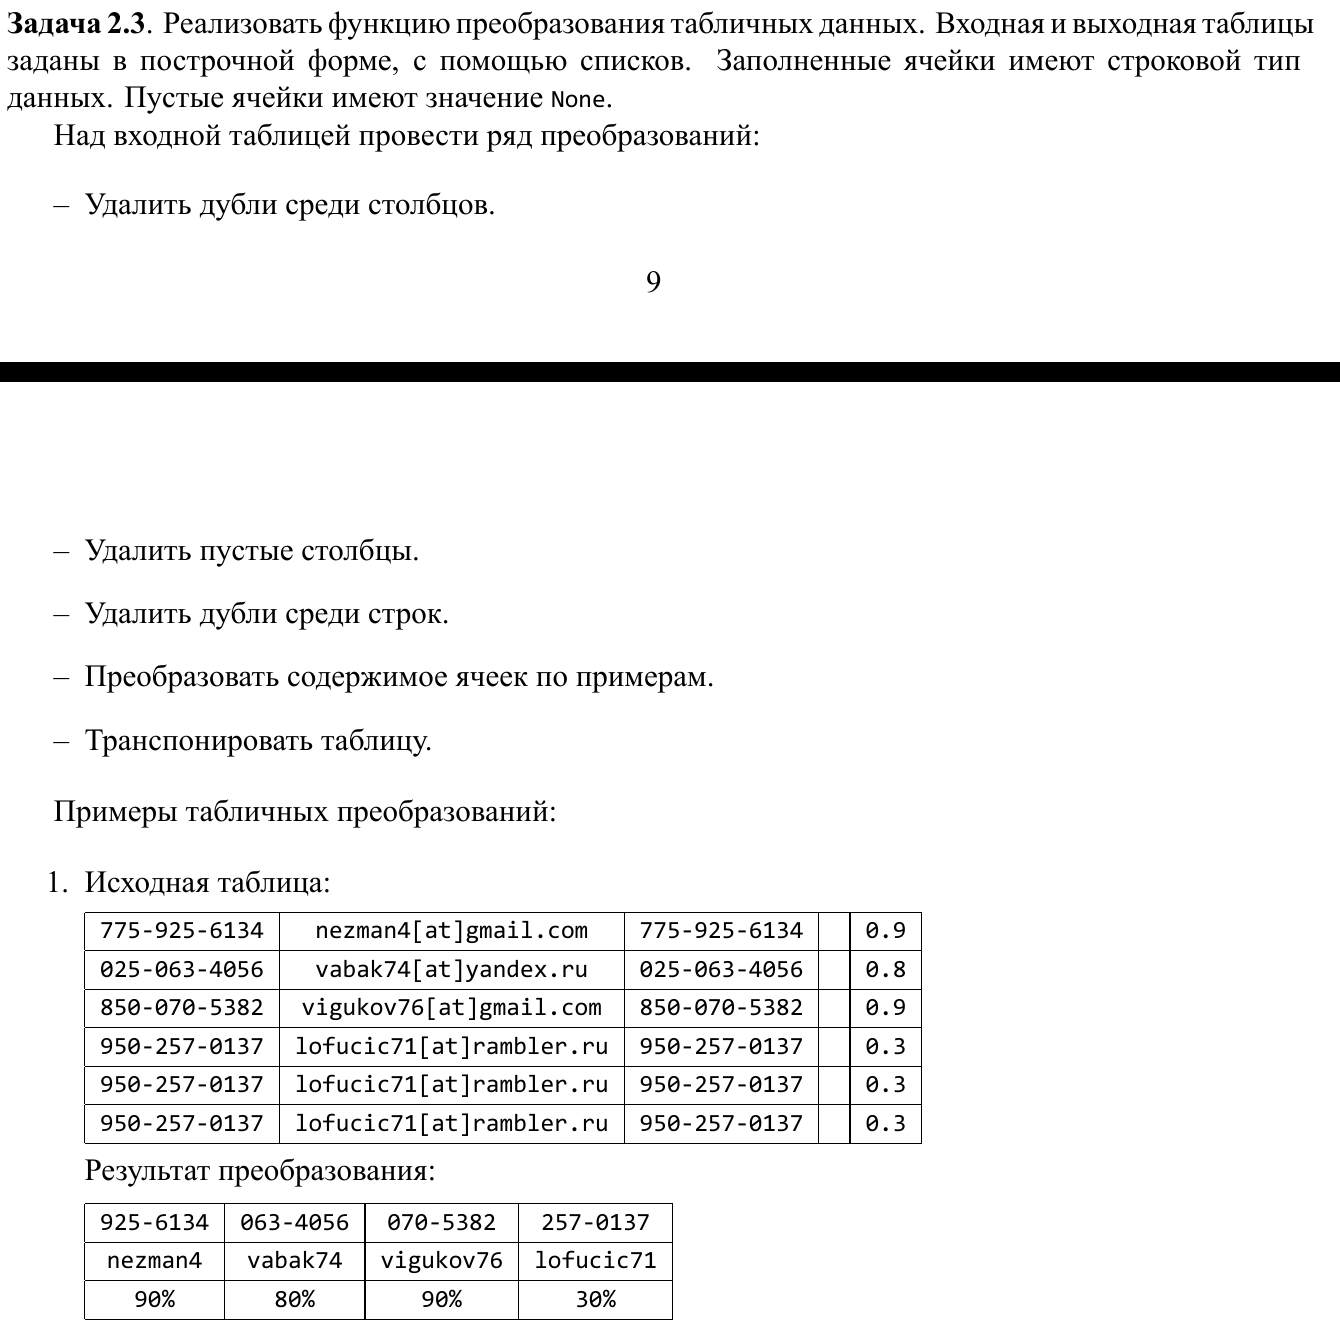 Задача 2.3. Реализовать функцию преобразования табличных данных. Входная и выходная таблицы
заданы в построчной форме, с помощью списков. Заполненные ячейки имеют строковой тип
данных. Пустые ячейки имеют значение None.
Над входной таблицей провести ряд преобразований:
– Удалить дубли среди столбцов.
9
– Удалить пустые столбцы.
– Удалить дубли среди строк.
– Преобразовать содержимое ячеек по примерам.
– Транспонировать таблицу.
Примеры табличных преобразований:
1. Исходная таблица:
775-925-6134 nezman4[at]gmail.com 775-925-6134 0.9
025-063-4056 vabak74[at]yandex.ru 025-063-4056 0.8
850-070-5382 vigukov76[at]gmail.com 850-070-5382 0.9
950-257-0137 lofucic71[at]rambler.ru 950-257-0137 0.3
950-257-0137 lofucic71[at]rambler.ru 950-257-0137 0.3
950-257-0137 lofucic71[at]rambler.ru 950-257-0137 0.3
Результат преобразования:
925-6134 063-4056 070-5382 257-0137
nezman4 vabak74 vigukov76 lofucic71
90% 80% 90% 30%